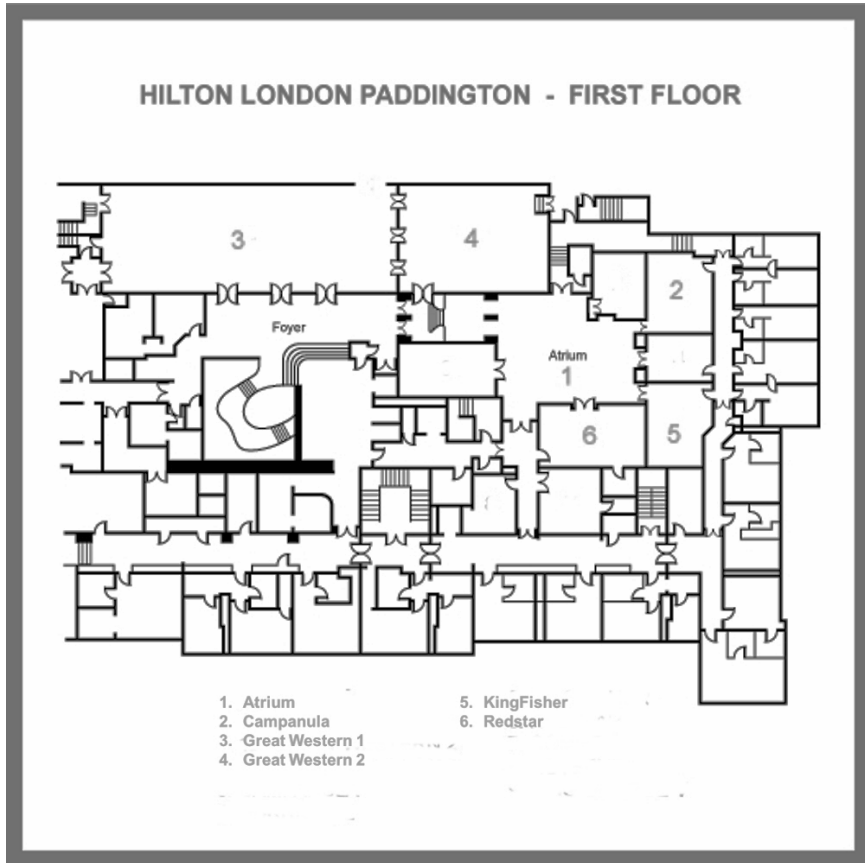 HILTON LONDON PADDINGTON - FIRST FLOOR
3
4
2
Foyer
Atrium
1
6
5
1. Atrium
2. Campanula
3. Great Western 1
4. Great Western 2
5. KingFisher
6. Redstar